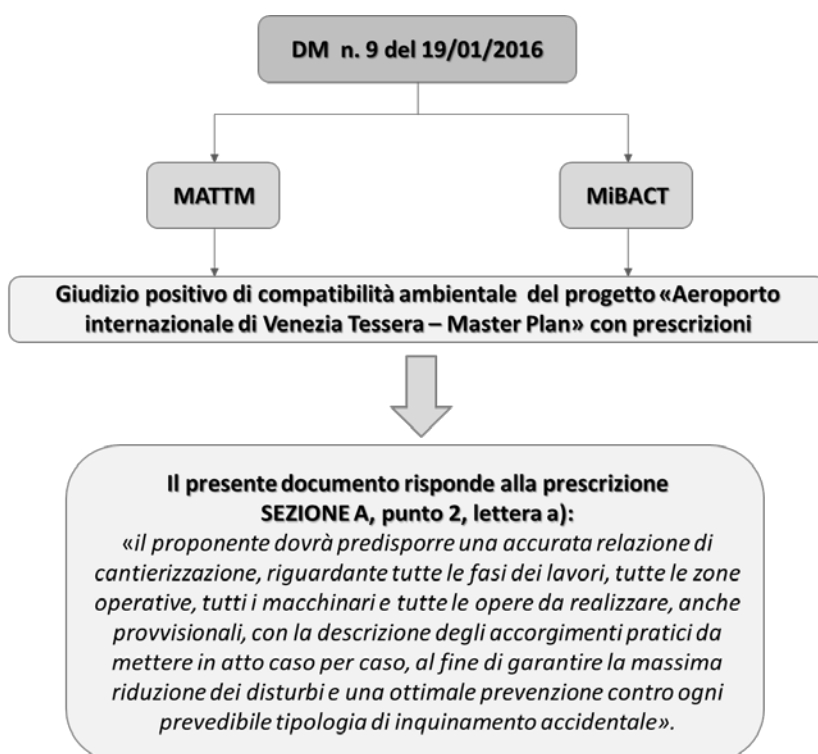 DM n. 9 del 19/01/2016
MATTM
MiBACT
Giudizio positivo di compatibilità ambientale del progetto «Aeroporto
internazionale di Venezia Tessera – Master Plan» con prescrizioni
Il presente documento risponde alla prescrizione
SEZIONE A, punto 2, lettera a):
«il proponente dovrà predisporre una accurata relazione di
cantierizzazione, riguardante tutte le fasi dei lavori, tutte le zone
operative, tutti i macchinari e tutte le opere da realizzare, anche
provvisionali, con la descrizione degli accorgimenti pratici da
mettere in atto caso per caso, al fine di garantire la massima
riduzione dei disturbi e una ottimale prevenzione contro ogni
prevedibile tipologia di inquinamento accidentale».